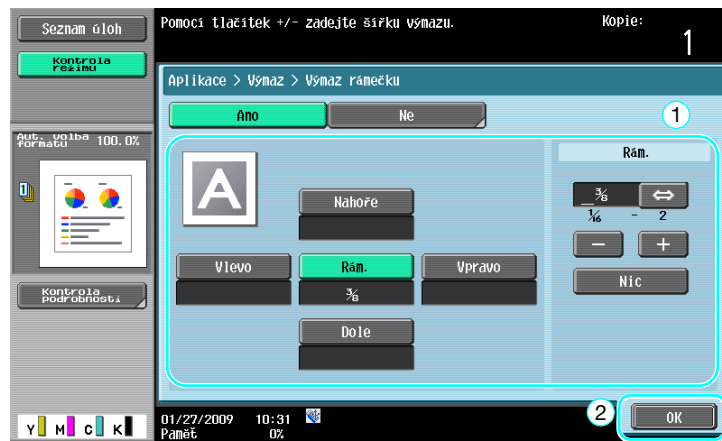 Seznam úloh
Pomocí tlačítek +/- zadejte šířku výmazu.
Kopie:
1
Kontrola
režimu
Aplikace > Výmaz > Výmaz rámečku
Ano
Ne
1
Aut. volba
formátu
100.0%
Rám.
A
Nahoře
3/8
1/16 - 2
1
− +
Vlevo
Rám.
Vpravo
Nic
3/8
Kontrola
podrobností
Dole
2
OK
Y M C K
01/27/2009 10:31
Paměť 0%